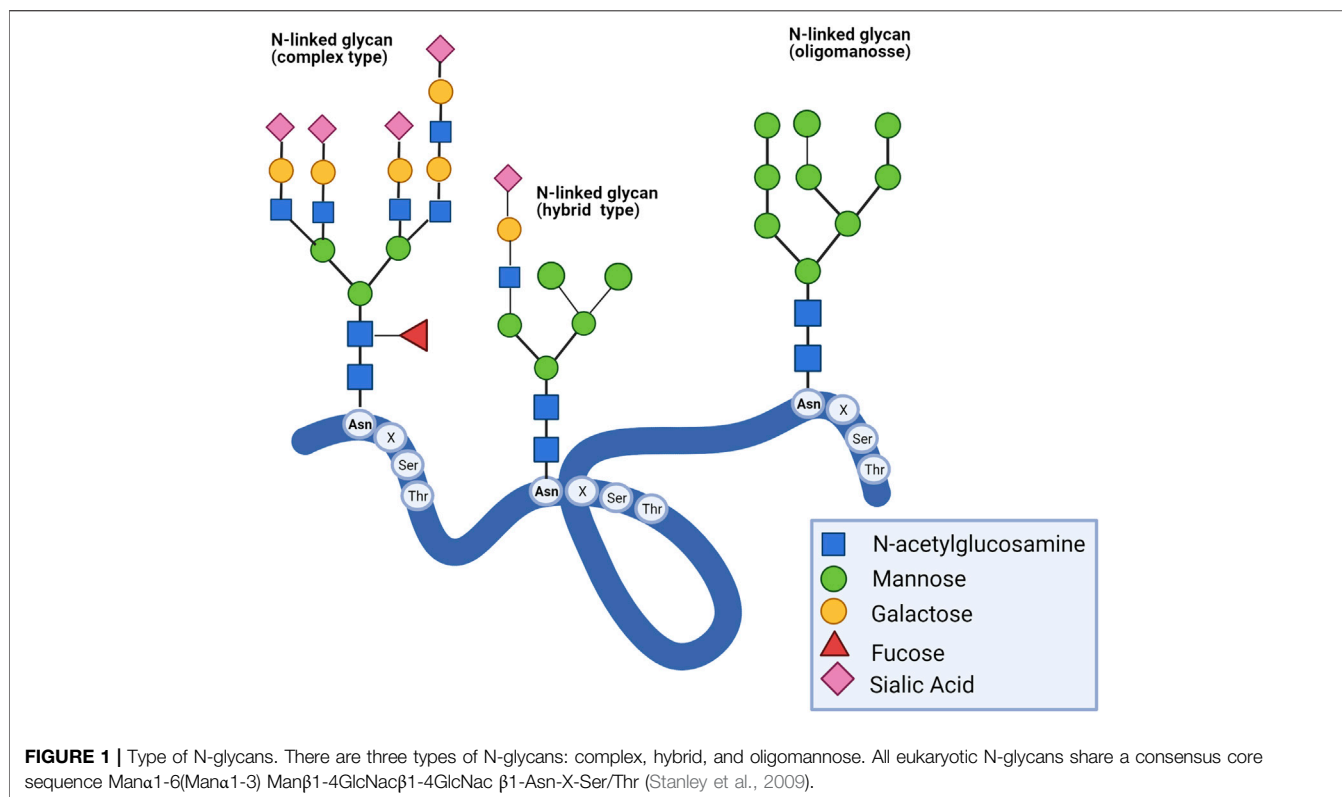 N-linked glycan
(complex type)
N-linked glycan
(oligomanosse)
N-linked glycan
(hybrid  type)
Asn
X
Ser
Thr
Asn
X
Ser
Thr
Asn
X
Ser
Thr
N-acetylglucosamine
Mannose
Galactose
Fucose
Sialic Acid
FIGURE 1 | Type of N-glycans. There are three types of N-glycans: complex, hybrid, and oligomannose. All eukaryotic N-glycans share a consensus core
sequence Manα1-6(Manα1-3) Manβ1-4GlcNacβ1-4GlcNac β1-Asn-X-Ser/Thr (Stanley et al., 2009).